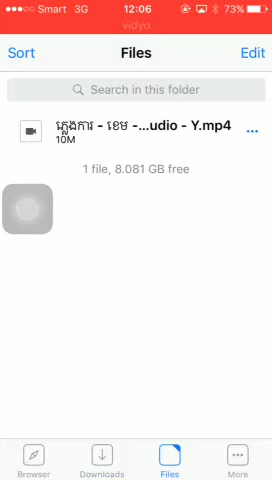 Smart 3G 12:06 73%
vidyo
Sort Files Edit
Search in this folder
ភ្លេងការ - ខេម -...udio - Y.mp4
10M
1 file, 8.081 GB free
Browser Downloads Files More